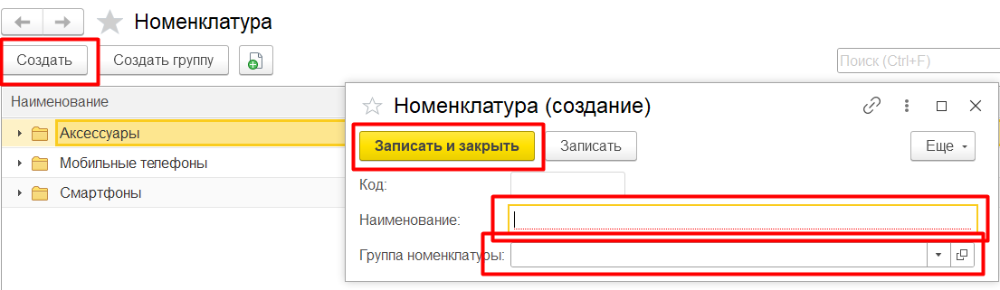 Номенклатура
Создать
Создать группу
Поиск (Ctrl+F)
Наименование
Аксессуары
Мобильные телефоны
Смартфоны
Номенклатура (создание)
Записать и закрыть
Записать
Еще
Код:
Наименование:
Группа номенклатуры: